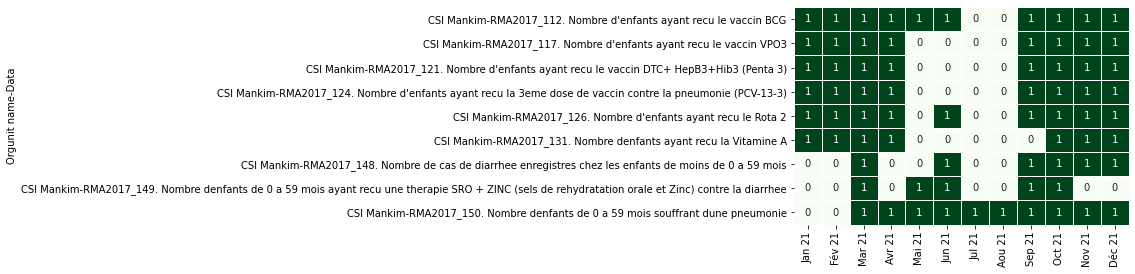 Orgunit name-Data
CSI Mankim-RMA2017_112. Nombre d'enfants ayant recu le vaccin BCG 1 1 1 1 1 1 0 0 1 1 1 1
CSI Mankim-RMA2017_117. Nombre d'enfants ayant recu le vaccin VPO3 1 1 1 1 0 0 0 0 1 1 1 1
CSI Mankim-RMA2017_121. Nombre d'enfants ayant recu le vaccin DTC+ HepB3+Hib3 (Penta 3) 1 1 1 1 0 0 0 0 1 1 1 1
CSI Mankim-RMA2017_124. Nombre d'enfants ayant recu la 3eme dose de vaccin contre la pneumonie (PCV-13-3) 1 1 1 1 0 0 0 0 1 1 1 1
CSI Mankim-RMA2017_126. Nombre d'enfants ayant recu le Rota 2 1 1 1 1 0 1 0 0 1 1 1 1
CSI Mankim-RMA2017_131. Nombre denfants ayant recu la Vitamine A 1 1 1 1 0 0 0 0 0 1 1 1
CSI Mankim-RMA2017_148. Nombre de cas de diarrhee enregistres chez les enfants de moins de 0 a 59 mois 0 0 1 0 0 1 0 0 1 1 1 1
CSI Mankim-RMA2017_149. Nombre denfants de 0 a 59 mois ayant recu une therapie SRO + ZINC (sels de rehydratation orale et Zinc) contre la diarrhee 0 0 1 0 1 1 0 0 1 1 0 0
CSI Mankim-RMA2017_150. Nombre denfants de 0 a 59 mois souffrant dune pneumonie 0 0 1 1 1 1 1 1 1 1 1 1
Jan 21 Fév 21 Mar 21 Avr 21 Mai 21 Jun 21 Jul 21 Aou 21 Sep 21 Oct 21 Nov 21 Déc 21